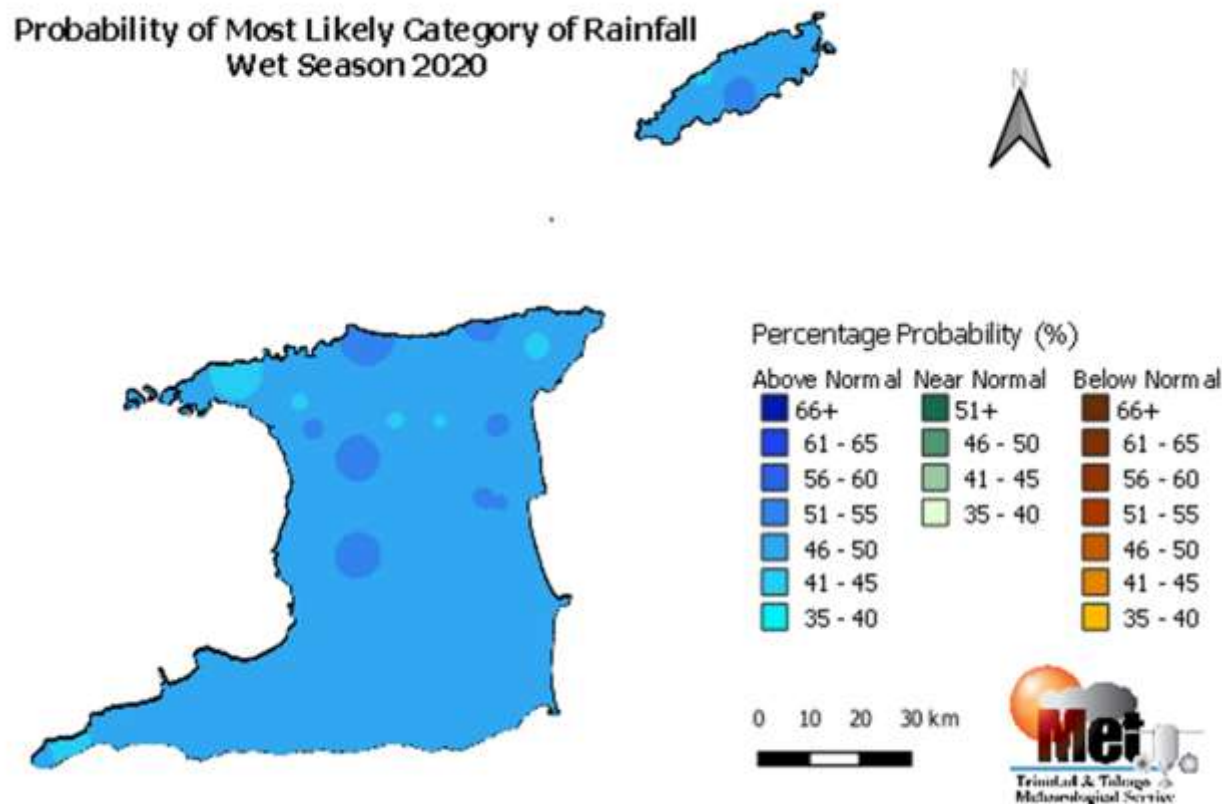 Probability of Most Likely Category of Rainfall
Wet Season 2020
N
Percentage Probability (%)
Above Normal Near Normal Below Normal
66+ 51+ 66+
61 - 65 46 - 50 61 - 65
56 - 60 41 - 45 56 - 60
51 - 55 35 - 40 51 - 55
46 - 50 46 - 50
41 - 45 41 - 45
35 - 40 35 - 40
0 10 20 30 km
Met
Trinidad & Tobago
Meteorological Service